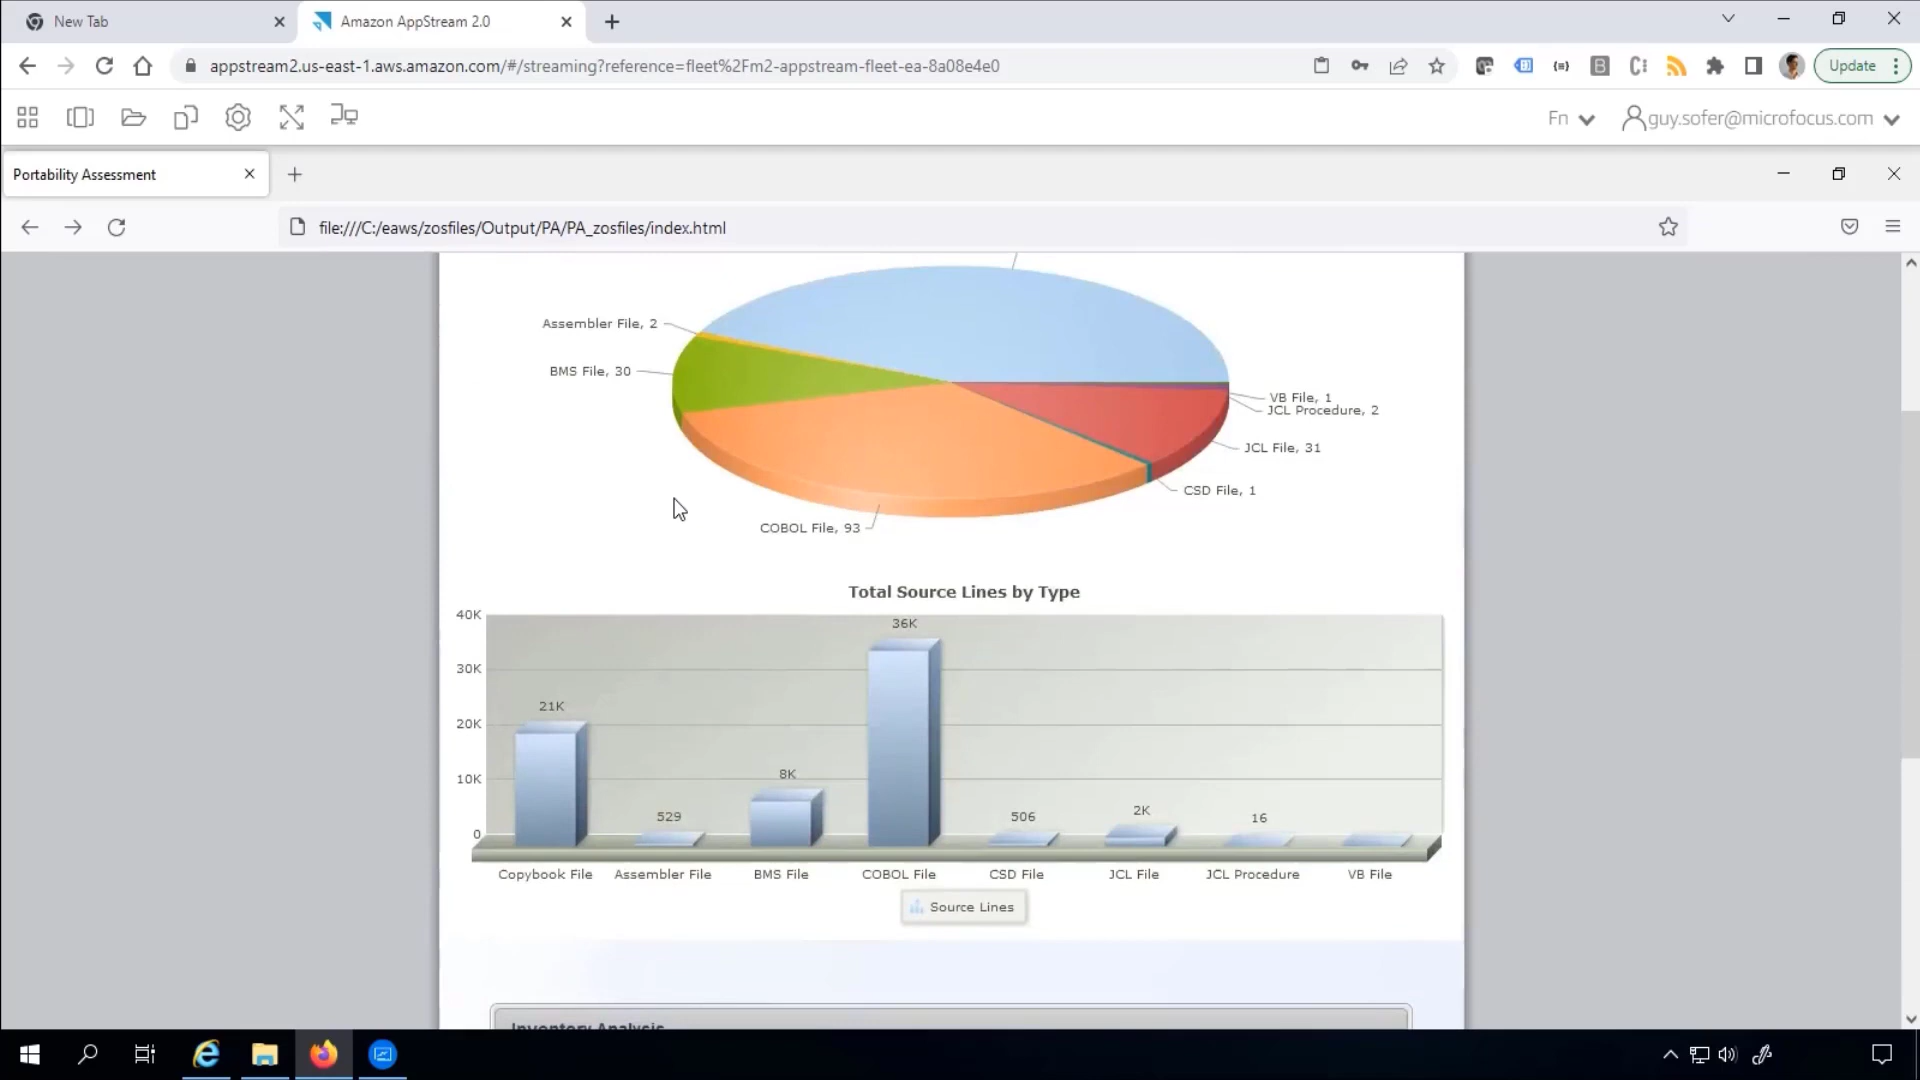 New Tab
Amazon AppStream 2.0
appstream2.us-east-1.aws.amazon.com/#/streaming?reference=fleet%2Fm2-appstream-fleet-ea-8a08e4e0
Update
Fn
guy.sofer@microfocus.com
Portability Assessment
file:///C:/eaws/zosfiles/Output/PA/PA_zosfiles/index.html
Assembler File, 2
BMS File, 30
VB File, 1
JCL Procedure, 2
JCL File, 31
CSD File, 1
COBOL File, 93
Total Source Lines by Type
40K
36K
30K
21K
20K
10K
8K
529
506
2K
16
0
Copybook File
Assembler File
BMS File
COBOL File
CSD File
JCL File
JCL Procedure
VB File
Source Lines
Inventory Analysis